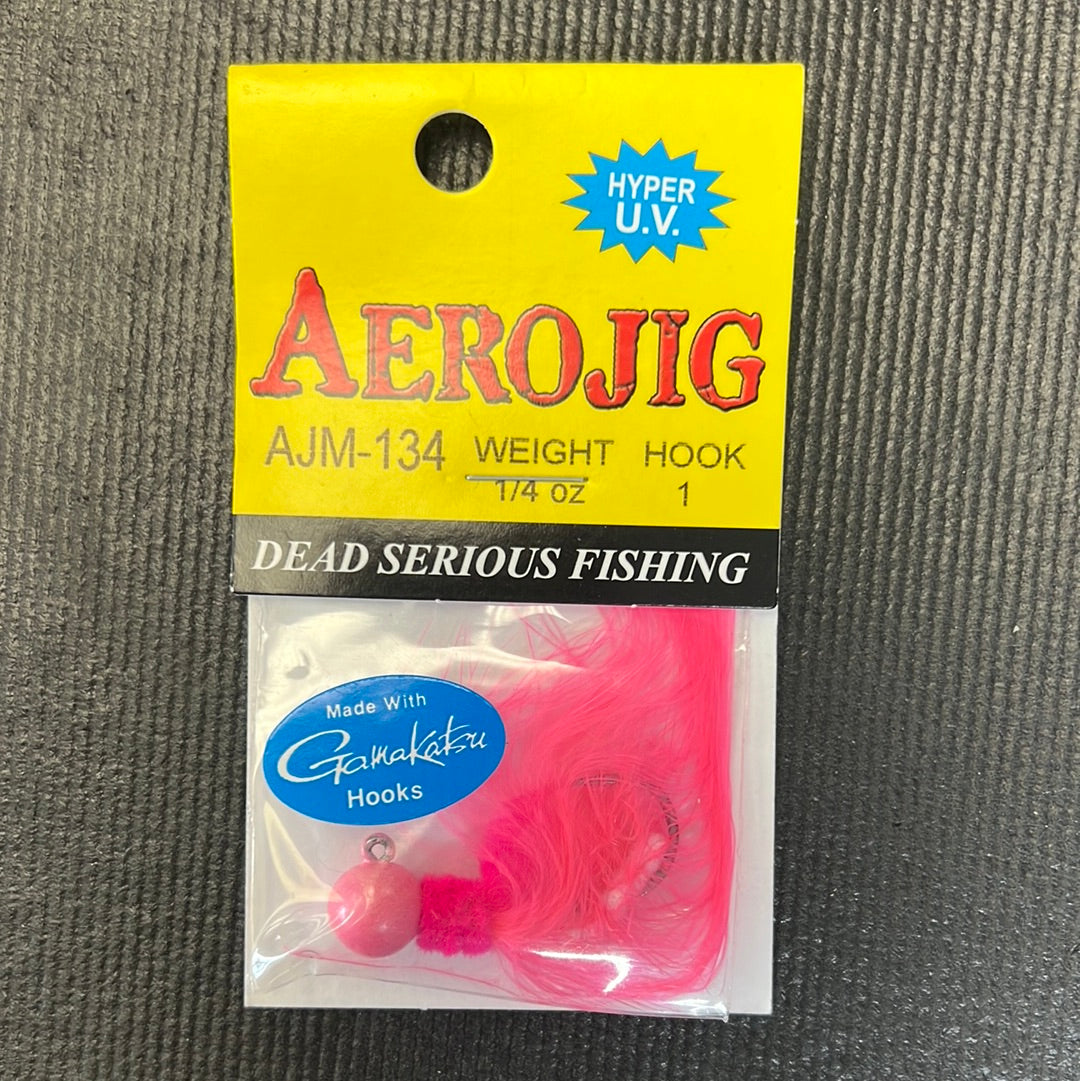 HYPER
U.V.
AEROJIG
AJM-134 WEIGHT HOOK
1/4 oz 1
DEAD SERIOUS FISHING
Made With
Gamakatsu
Hooks